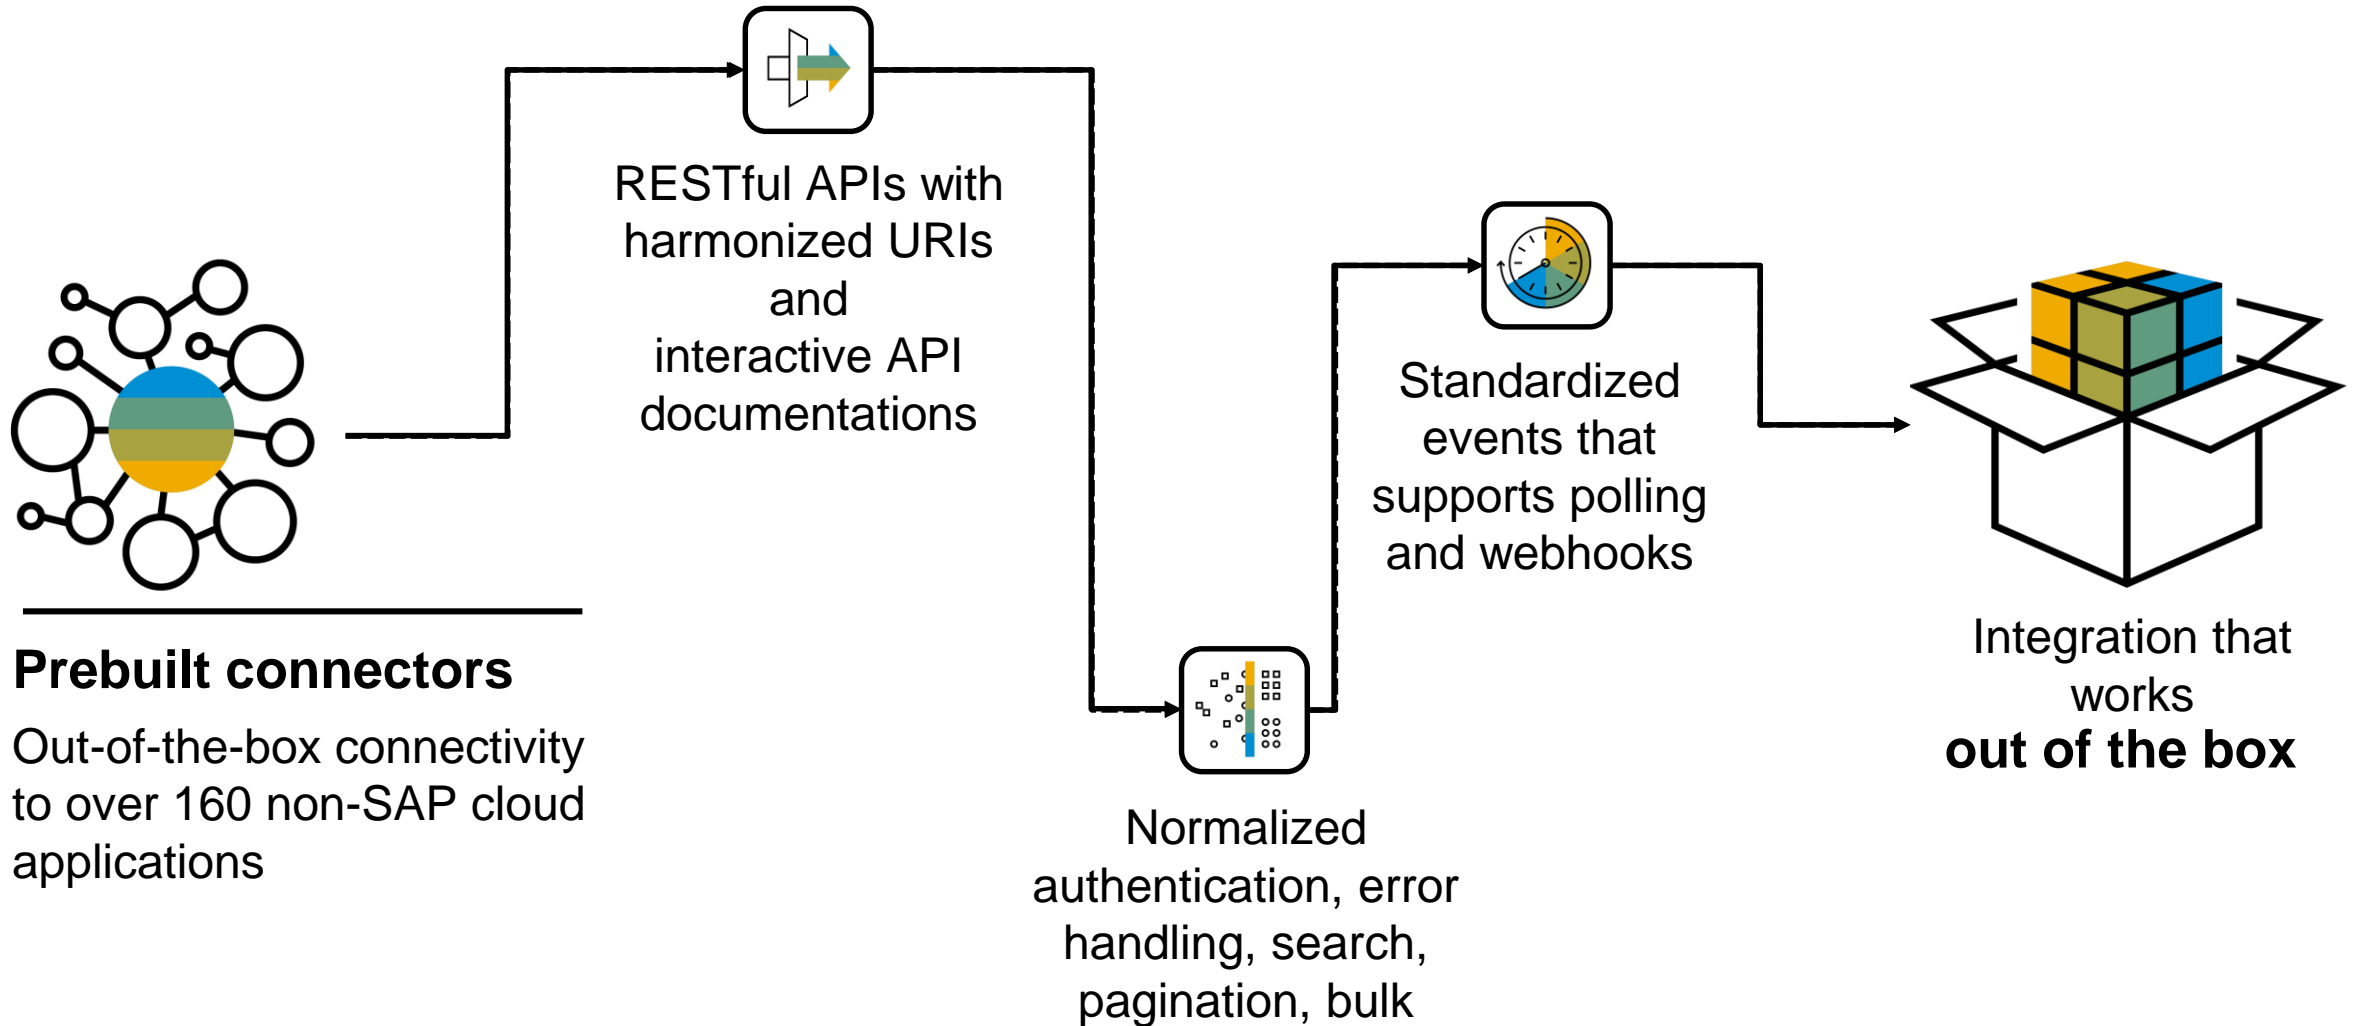 RESTful APIs with
harmonized URIs
and
interactive API
documentations
Standardized
events that
supports polling
and webhooks
Prebuilt connectors
Out-of-the-box connectivity
to over 160 non-SAP cloud
applications
Integration that
works
out of the box
Normalized
authentication, error
handling, search,
pagination, bulk